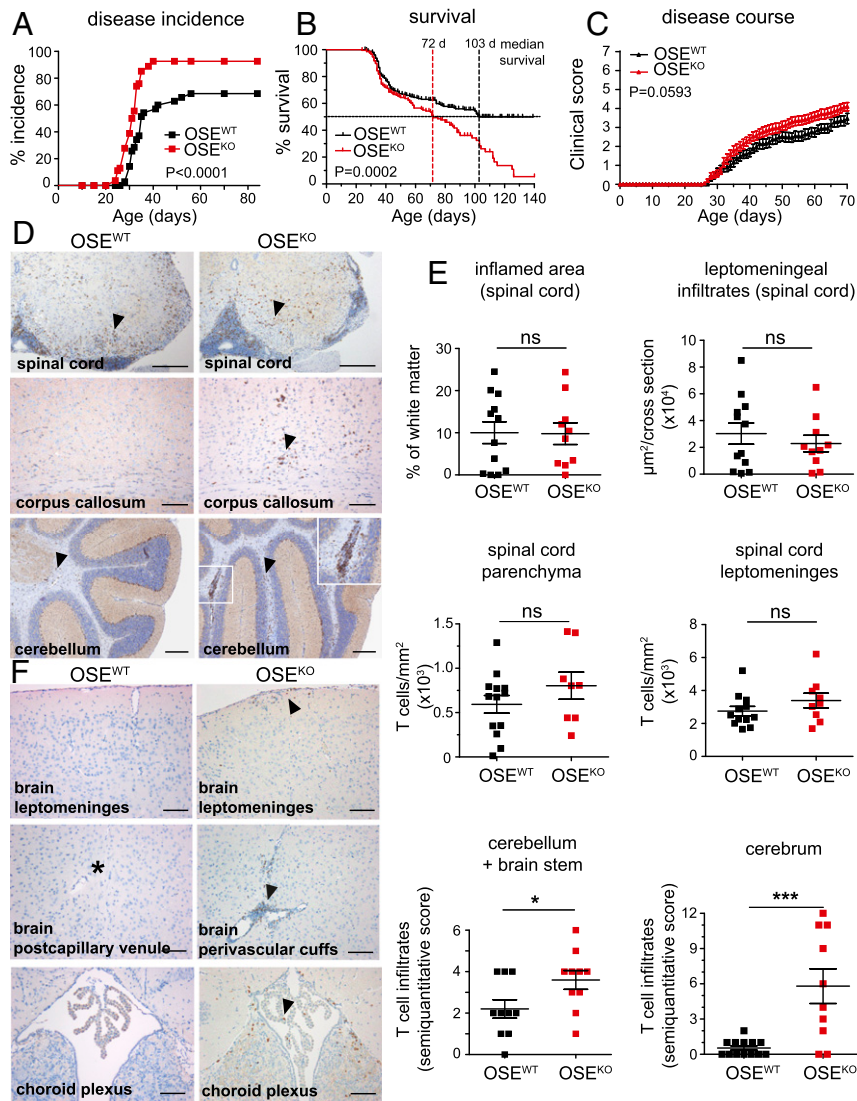 A
disease incidence
% incidence
100
80
60
40
20
0
OSE^WT
OSE^KO
P<0.0001
0
20
40
60
80
Age (days)
B
survival
72 d
103 d
median
survival
% survival
100
80
60
40
20
0
OSE^WT
OSE^KO
P=0.0002
0
20
40
60
80
100
120
140
Age (days)
C
disease course
Clinical score
7
6
5
4
3
2
1
0
OSE^WT
OSE^KO
P=0.0593
0
10
20
30
40
50
60
70
Age (days)
D
OSE^WT
OSE^KO
spinal cord
spinal cord
corpus callosum
corpus callosum
cerebellum
cerebellum
E
inflamed area
(spinal cord)
ns
% of white matter
30
20
10
0
OSE^WT
OSE^KO
leptomeningeal
infiltrates (spinal cord)
ns
µm²/cross section
(x10⁴)
10
8
6
4
2
0
OSE^WT
OSE^KO
spinal cord
parenchyma
ns
T cells/mm²
(x10³)
1.5
1.0
0.5
0
OSE^WT
OSE^KO
spinal cord
leptomeninges
ns
T cells/mm²
(x10³)
8
6
4
2
0
OSE^WT
OSE^KO
cerebellum
+ brain stem
*
T cell infiltrates
(semiquantitative score)
6
4
2
0
OSE^WT
OSE^KO
cerebrum
***
T cell infiltrates
(semiquantitative score)
12
9
6
3
0
OSE^WT
OSE^KO
F
OSE^WT
OSE^KO
brain
leptomeninges
brain
leptomeninges
*
brain
postcapillary venule
brain
perivascular cuffs
choroid plexus
choroid plexus